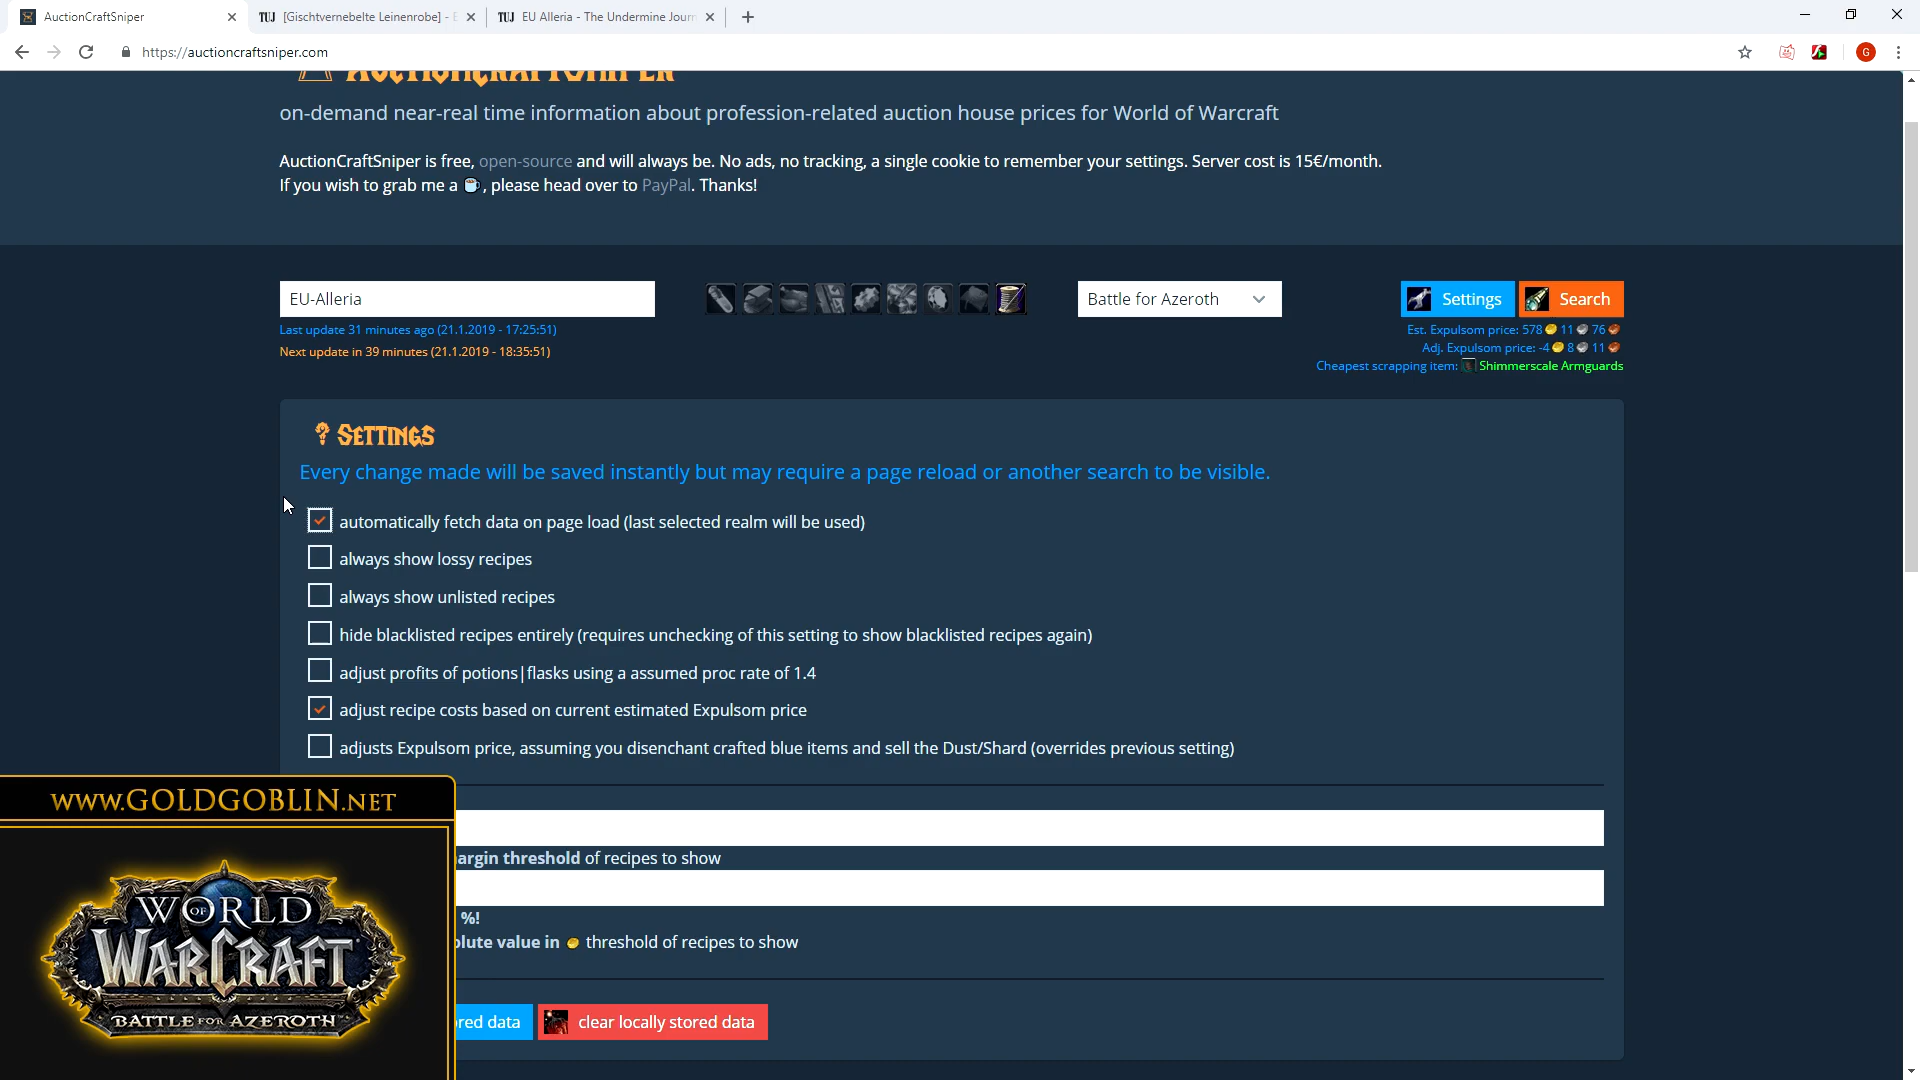 AuctionCraftSniper
TUJ [Gischtvernebelte Leinenrobe] - E
TUJ EU Alleria - The Undermine Journ
https://auctioncraftsniper.com
G
AuctionCraftSniper
on-demand near-real time information about profession-related auction house prices for World of Warcraft
AuctionCraftSniper is free, open-source and will always be. No ads, no tracking, a single cookie to remember your settings. Server cost is 15€/month.
If you wish to grab me a , please head over to PayPal. Thanks!
EU-Alleria
Battle for Azeroth
Settings
Search
Last update 31 minutes ago (21.1.2019 - 17:25:51)
Next update in 39 minutes (21.1.2019 - 18:35:51)
Est. Expulsom price: 578 11 76
Adj. Expulsom price: -4 8 11
Cheapest scrapping item: Shimmerscale Armguards
? Settings
Every change made will be saved instantly but may require a page reload or another search to be visible.
automatically fetch data on page load (last selected realm will be used)
always show lossy recipes
always show unlisted recipes
hide blacklisted recipes entirely (requires unchecking of this setting to show blacklisted recipes again)
adjust profits of potions|flasks using a assumed proc rate of 1.4
adjust recipe costs based on current estimated Expulsom price
adjusts Expulsom price, assuming you disenchant crafted blue items and sell the Dust/Shard (overrides previous setting)
argin threshold of recipes to show
%!
olute value in threshold of recipes to show
ored data
clear locally stored data
www.GOLDGOBLIN.NET
WORLD
OF
WARCRAFT
BATTLE FOR AZEROTH